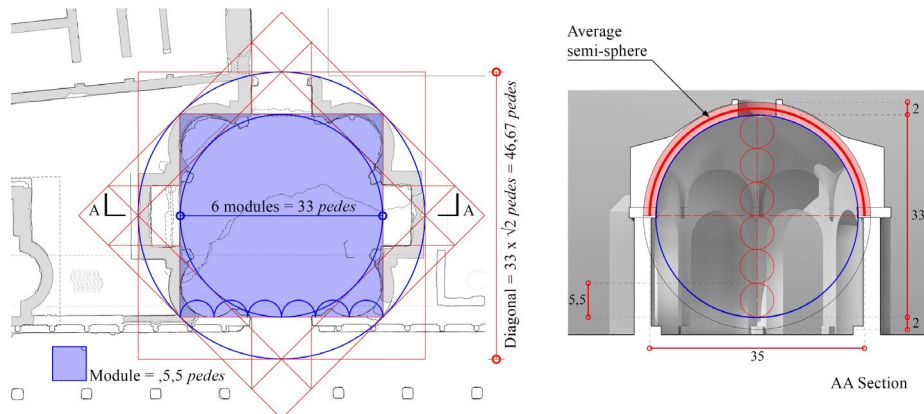 A
A
6 modules = 33 pedes
Module = ,5,5 pedes
Diagonal = 33 x √2 pedes = 46,67 pedes
Average
semi-sphere
2
33
5,5
2
35
AA Section